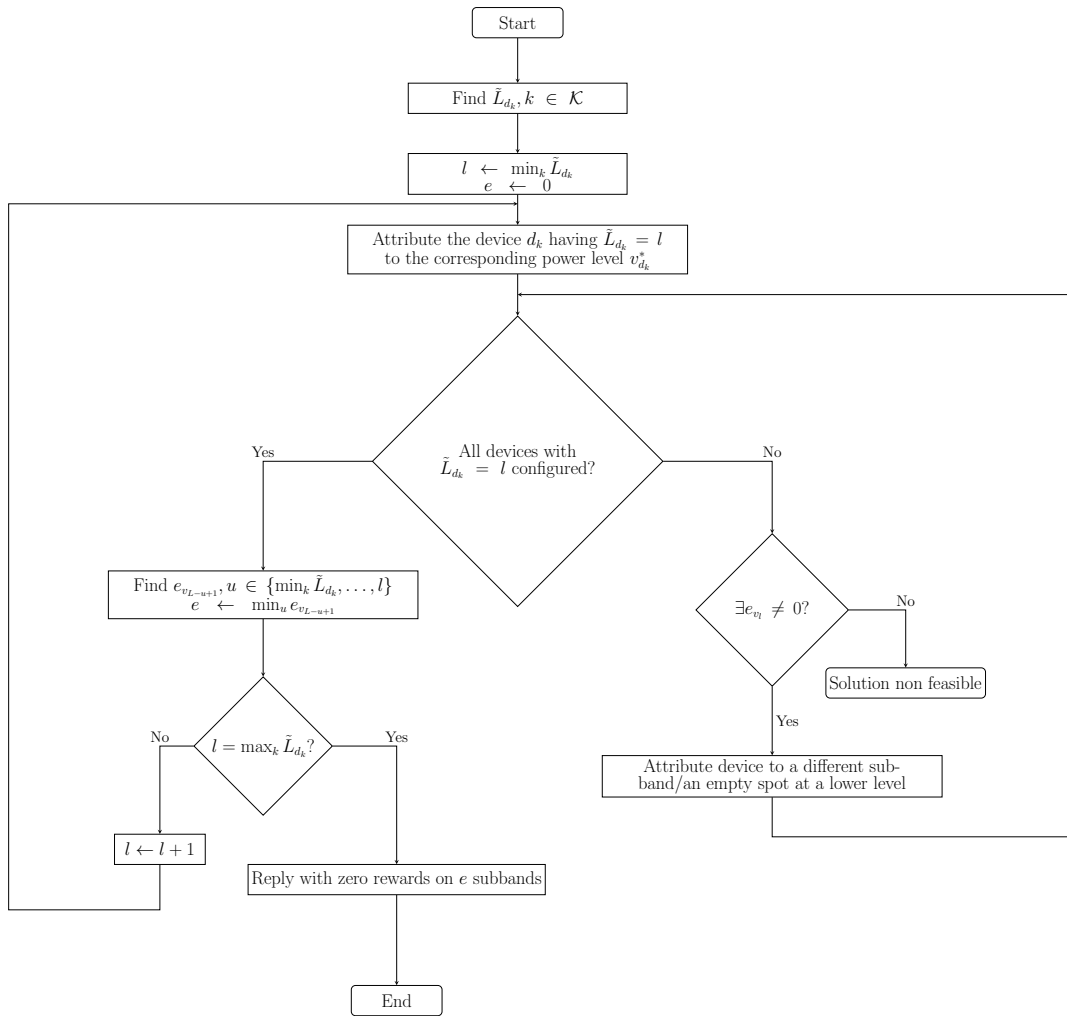 Start
Find $\tilde{L}_{d_k}, k \in \mathcal{K}$
$l \leftarrow \min_k \tilde{L}_{d_k}$
$e \leftarrow 0$
Attribute the device $d_k$ having $\tilde{L}_{d_k} = l$
to the corresponding power level $v^*_{d_k}$
All devices with
$\tilde{L}_{d_k} = l$ configured?
Yes
No
Find $e_{v_{L-u+1}}, u \in \{\min_k \tilde{L}_{d_k}, \ldots, l\}$
$e \leftarrow \min_u e_{v_{L-u+1}}$
$\exists e_{v_l} \neq 0?$
No
Solution non feasible
Yes
Attribute device to a different sub-
band/an empty spot at a lower level
$l = \max_k \tilde{L}_{d_k}?$
No
Yes
$l \leftarrow l + 1$
Reply with zero rewards on $e$ subbands
End